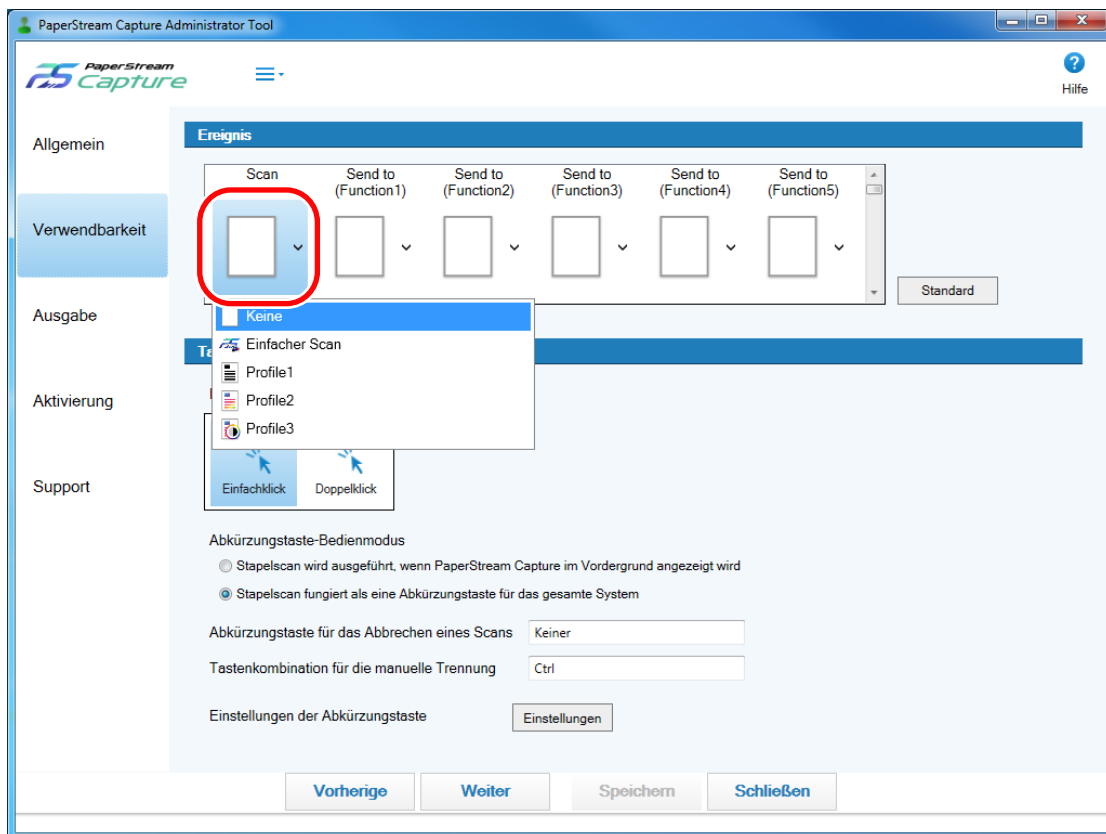 PaperStream Capture Administrator Tool
PaperStream
Capture
Hilfe
Allgemein
Verwendbarkeit
Ausgabe
Aktivierung
Support
Ereignis
Scan
Send to
(Function1)
Send to
(Function2)
Send to
(Function3)
Send to
(Function4)
Send to
(Function5)
Standard
Keine
Einfacher Scan
Profile1
Profile2
Profile3
Einfachklick
Doppelklick
Abkürzungstaste-Bedienmodus
Stapelscan wird ausgeführt, wenn PaperStream Capture im Vordergrund angezeigt wird
Stapelscan fungiert als eine Abkürzungstaste für das gesamte System
Abkürzungstaste für das Abbrechen eines Scans Keiner
Tastenkombination für die manuelle Trennung Ctrl
Einstellungen der Abkürzungstaste Einstellungen
Vorherige Weiter Speichern Schließen